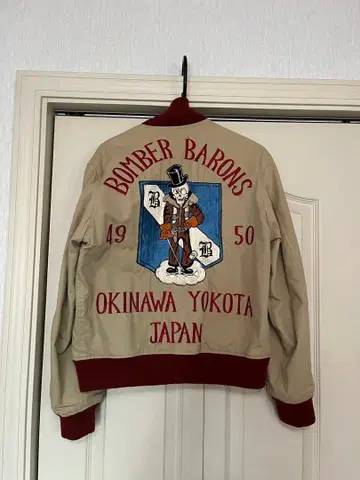 BOMBER BARONS
B
49 50
B
OKINAWA YOKOTA
JAPAN